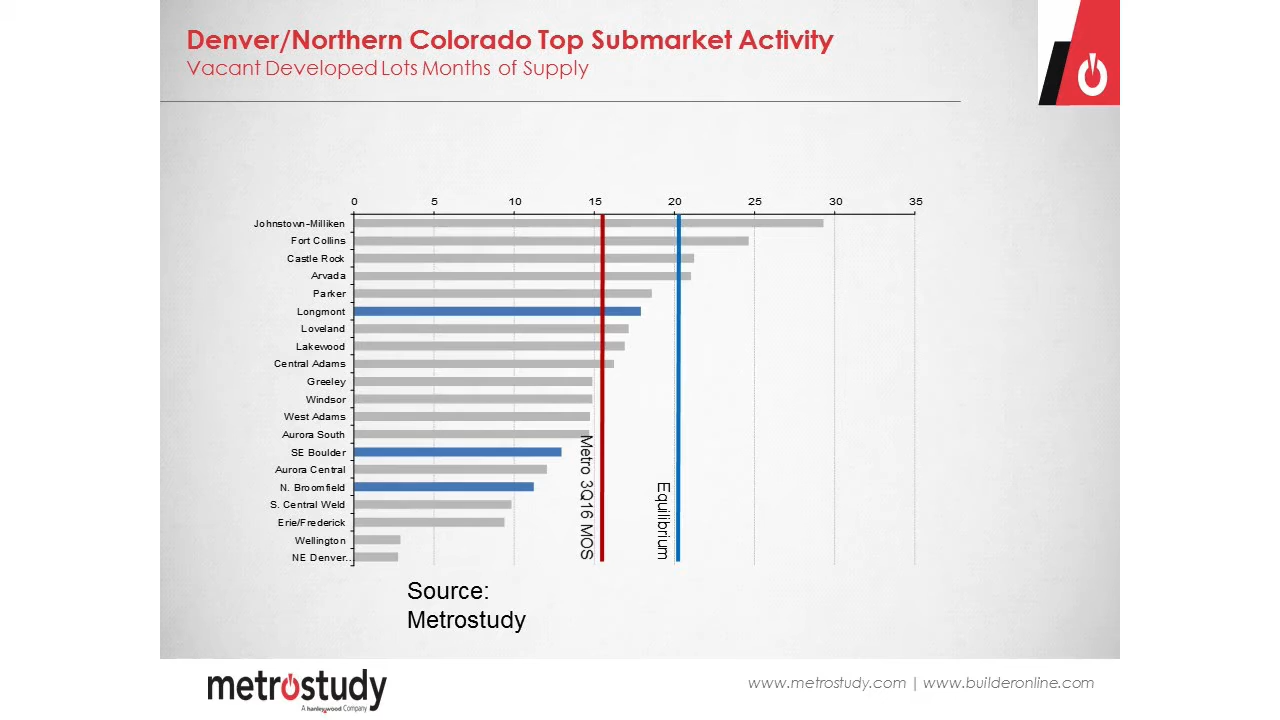 Denver/Northern Colorado Top Submarket Activity
Vacant Developed Lots Months of Supply
0 5 10 15 20 25 30 35
Johnstown-Milliken
Fort Collins
Castle Rock
Arvada
Parker
Longmont
Loveland
Lakewood
Central Adams
Greeley
Windsor
West Adams
Aurora South
SE Boulder
Aurora Central
N. Broomfield
S. Central Weld
Erie/Frederick
Wellington
NE Denver..
Metro 3Q16 MOS
Equilibrium
Source:
Metrostudy
metrostudy
A hanleywood Company
www.metrostudy.com | www.builderonline.com